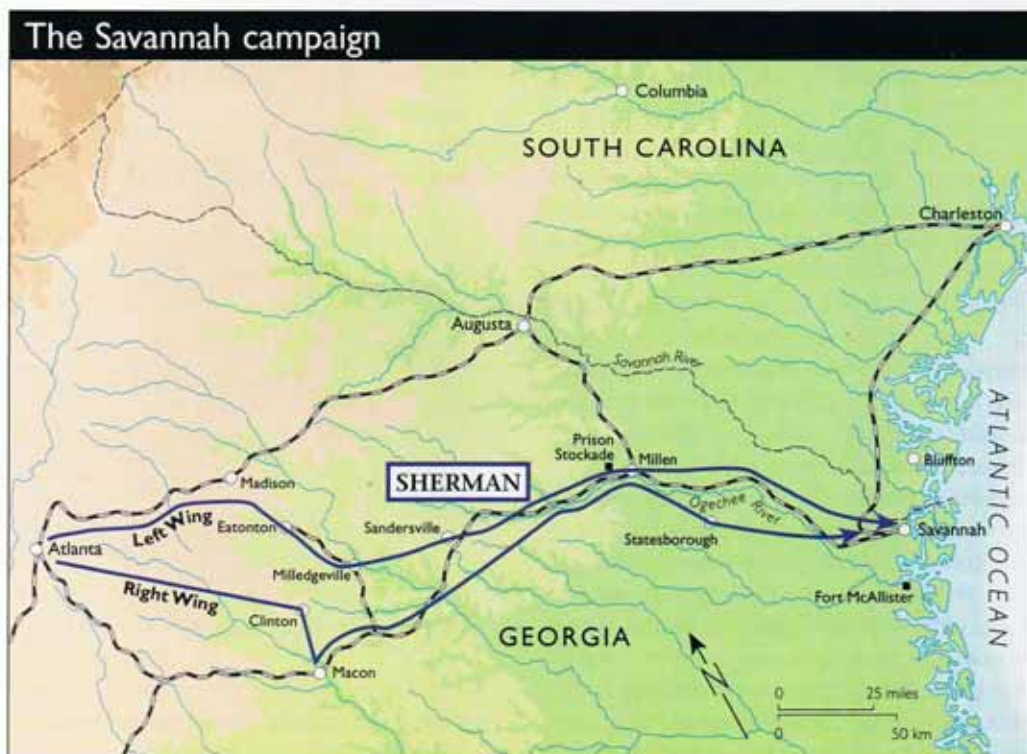 The Savannah campaign
Columbia
SOUTH CAROLINA
Charleston
Augusta
Savannah River
ATLANTIC OCEAN
Prison
Stockade
Millen
Bluffton
SHERMAN
Madison
Left Wing
Eatonton
Sandersville
Ogechee River
Savannah
Atlanta
Statesborough
Milledgeville
Right Wing
Fort McAllister
Clinton
GEORGIA
Macon
N
0 25 miles
0 50 km